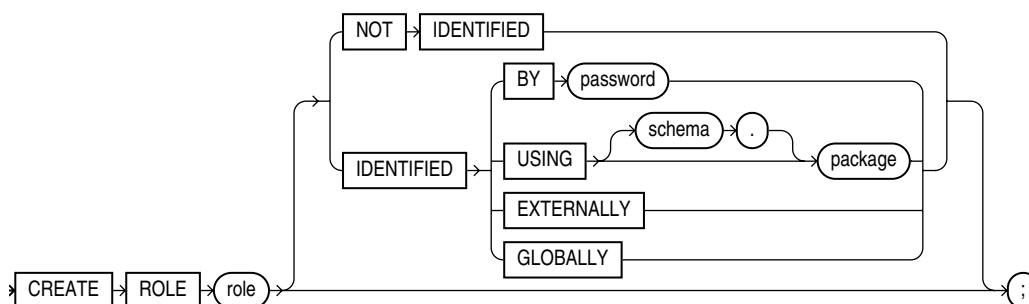 NOT IDENTIFIED
BY password
schema .
IDENTIFIED USING package
EXTERNALLY
GLOBALLY
CREATE ROLE role ;